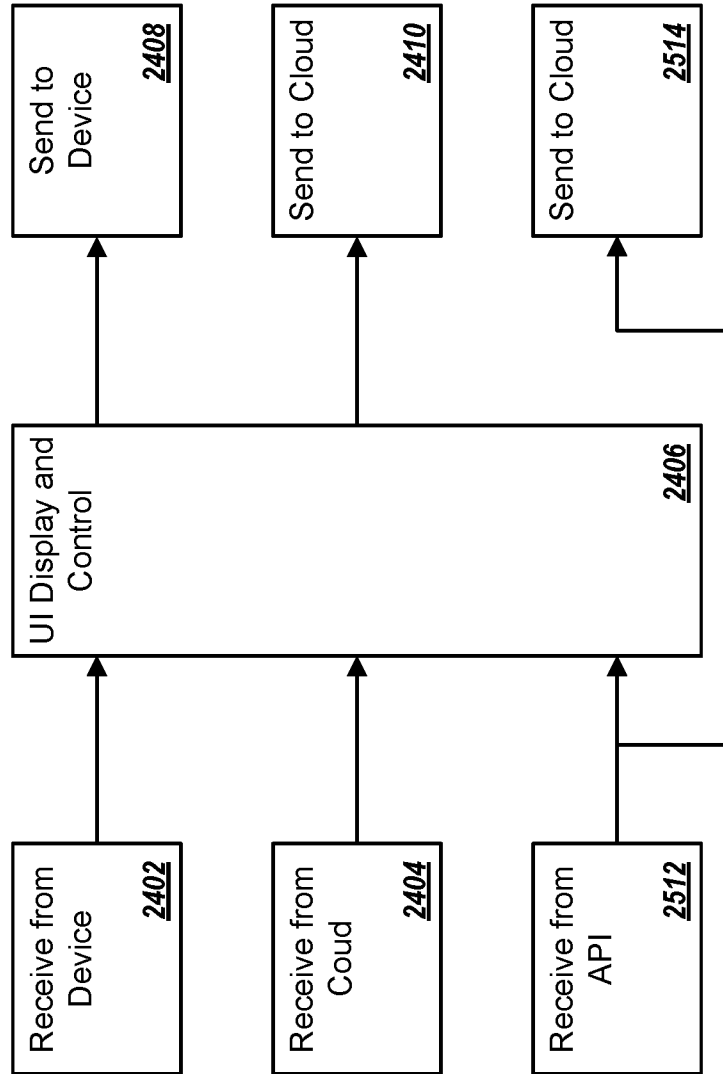 Receive from
Device
2402
Receive from
Coud
2404
Receive from
API
2512
UI Display and
Control
2406
Send to
Device
2408
Send to Cloud
2410
Send to Cloud
2514